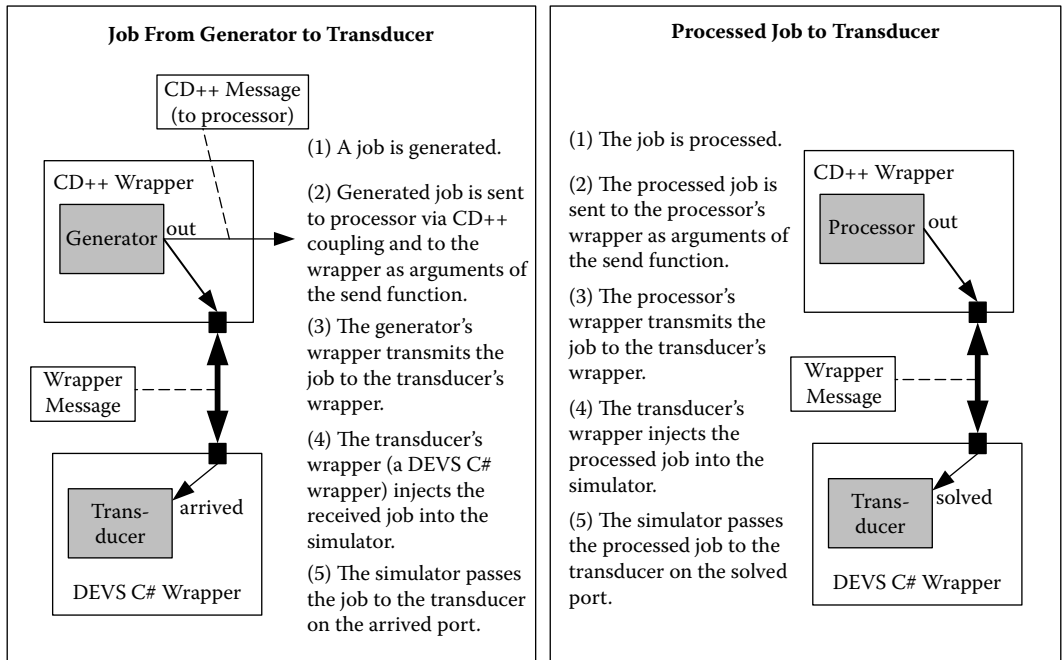 Job From Generator to Transducer
CD++ Message
(to processor)
(1) A job is generated.
CD++ Wrapper
Generator
out
(2) Generated job is sent
to processor via CD++
coupling and to the
wrapper as arguments of
the send function.
(3) The generator's
wrapper transmits the
job to the transducer's
wrapper.
Wrapper
Message
(4) The transducer's
wrapper (a DEVS C#
wrapper) injects the
received job into the
simulator.
arrived
Trans-
ducer
DEVS C# Wrapper
(5) The simulator passes
the job to the transducer
on the arrived port.
Processed Job to Transducer
(1) The job is processed.
CD++ Wrapper
Processor
out
(2) The processed job is
sent to the processor's
wrapper as arguments of
the send function.
(3) The processor's
wrapper transmits the
job to the transducer's
wrapper.
Wrapper
Message
(4) The transducer's
wrapper injects the
processed job into the
simulator.
solved
Trans-
ducer
DEVS C# Wrapper
(5) The simulator passes
the processed job to the
transducer on the solved
port.